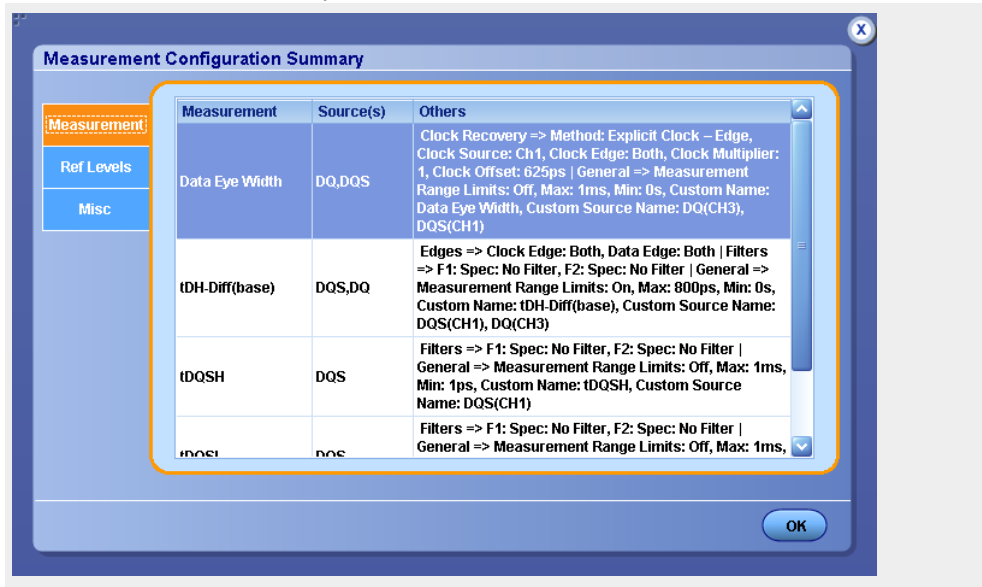 Measurement Configuration Summary
X
Measurement
Ref Levels
Misc
Measurement Source(s) Others
Data Eye Width DQ,DQS
Clock Recovery => Method: Explicit Clock – Edge,
Clock Source: Ch1, Clock Edge: Both, Clock Multiplier:
1, Clock Offset: 625ps | General => Measurement
Range Limits: Off, Max: 1ms, Min: 0s, Custom Name:
Data Eye Width, Custom Source Name: DQ(CH3),
DQS(CH1)
tDH-Diff(base) DQS,DQ
Edges => Clock Edge: Both, Data Edge: Both | Filters
=> F1: Spec: No Filter, F2: Spec: No Filter | General =>
Measurement Range Limits: On, Max: 800ps, Min: 0s,
Custom Name: tDH-Diff(base), Custom Source Name:
DQS(CH1), DQ(CH3)
tDQSH DQS
Filters => F1: Spec: No Filter, F2: Spec: No Filter |
General => Measurement Range Limits: Off, Max: 1ms,
Min: 1ps, Custom Name: tDQSH, Custom Source
Name: DQS(CH1)
tDQSL DQS
Filters => F1: Spec: No Filter, F2: Spec: No Filter |
General => Measurement Range Limits: Off, Max: 1ms,
OK